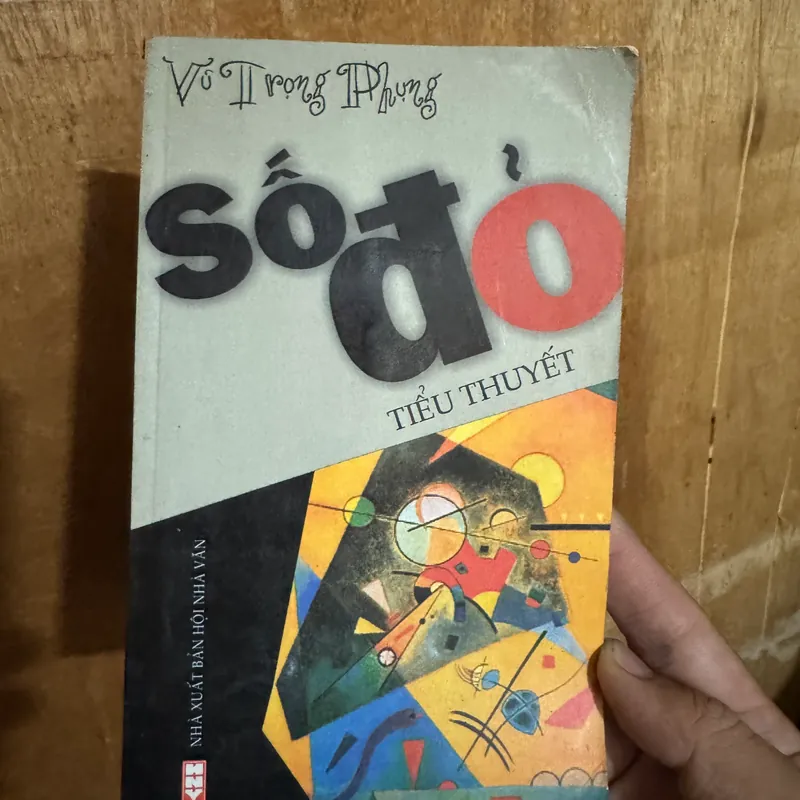 Vũ Trọng Phụng
Số đỏ
TIỂU THUYẾT
NHÀ XUẤT BẢN HỘI NHÀ VĂN